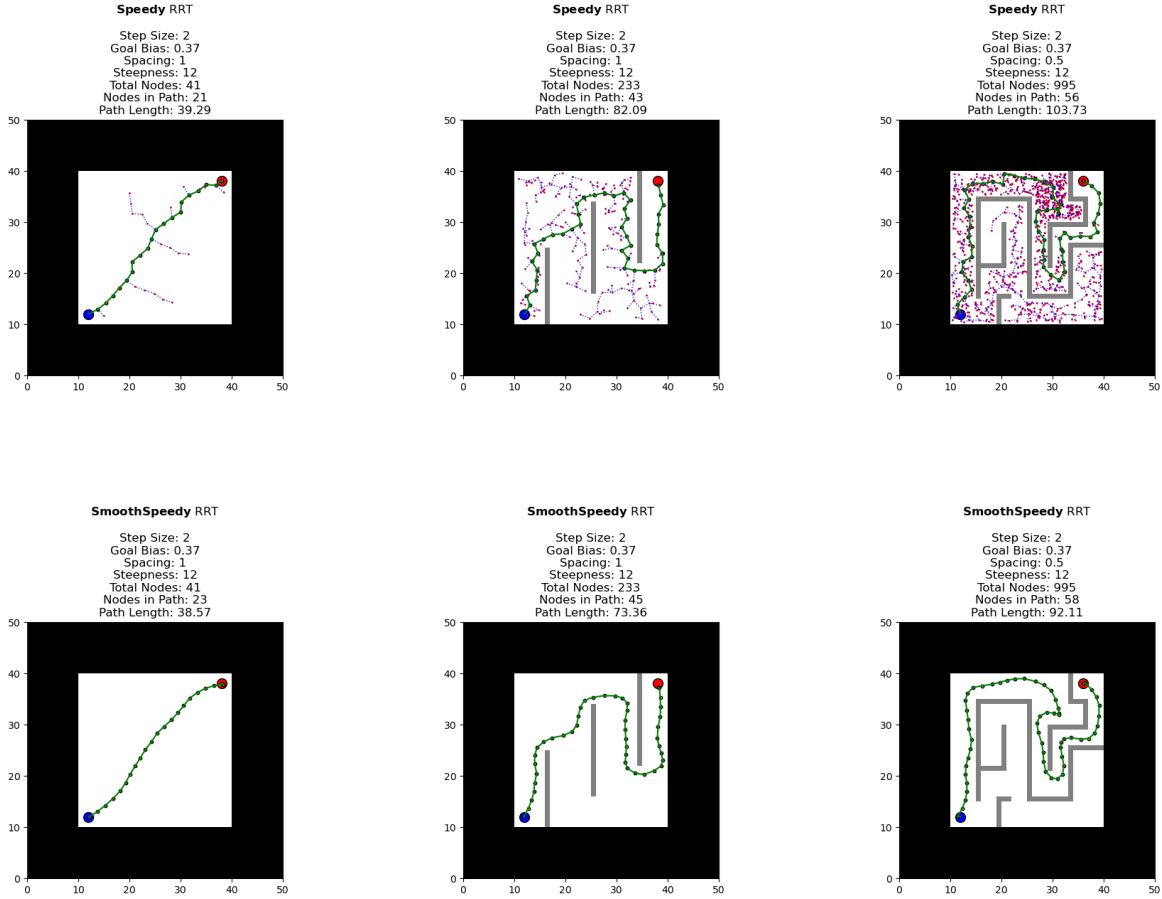 Speedy RRT
Step Size: 2
Goal Bias: 0.37
Spacing: 1
Steepness: 12
Total Nodes: 41
Nodes in Path: 21
Path Length: 39.29
50
40
30
20
10
0
0 10 20 30 40 50
Speedy RRT
Step Size: 2
Goal Bias: 0.37
Spacing: 1
Steepness: 12
Total Nodes: 233
Nodes in Path: 43
Path Length: 82.09
50
40
30
20
10
0
0 10 20 30 40 50
Speedy RRT
Step Size: 2
Goal Bias: 0.37
Spacing: 0.5
Steepness: 12
Total Nodes: 995
Nodes in Path: 56
Path Length: 103.73
50
40
30
20
10
0
0 10 20 30 40 50
SmoothSpeedy RRT
Step Size: 2
Goal Bias: 0.37
Spacing: 1
Steepness: 12
Total Nodes: 41
Nodes in Path: 23
Path Length: 38.57
50
40
30
20
10
0
0 10 20 30 40 50
SmoothSpeedy RRT
Step Size: 2
Goal Bias: 0.37
Spacing: 1
Steepness: 12
Total Nodes: 233
Nodes in Path: 45
Path Length: 73.36
50
40
30
20
10
0
0 10 20 30 40 50
SmoothSpeedy RRT
Step Size: 2
Goal Bias: 0.37
Spacing: 0.5
Steepness: 12
Total Nodes: 995
Nodes in Path: 58
Path Length: 92.11
50
40
30
20
10
0
0 10 20 30 40 50